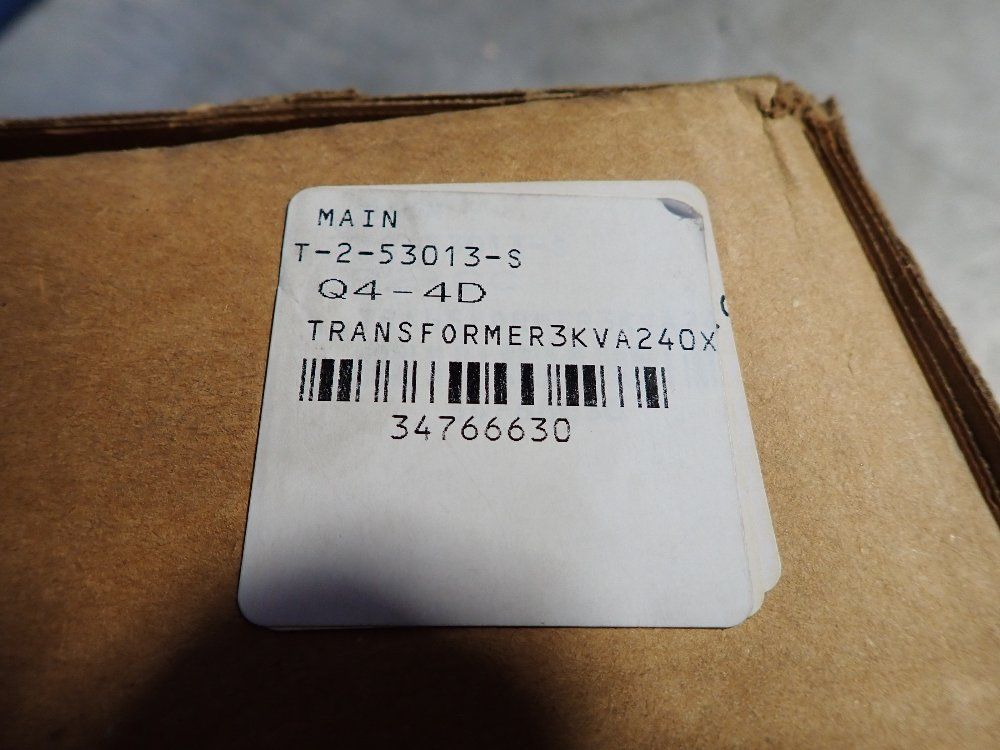 MAIN
T-2-53013-S
Q4-4D
TRANSFORMER3KVA240X
34766630